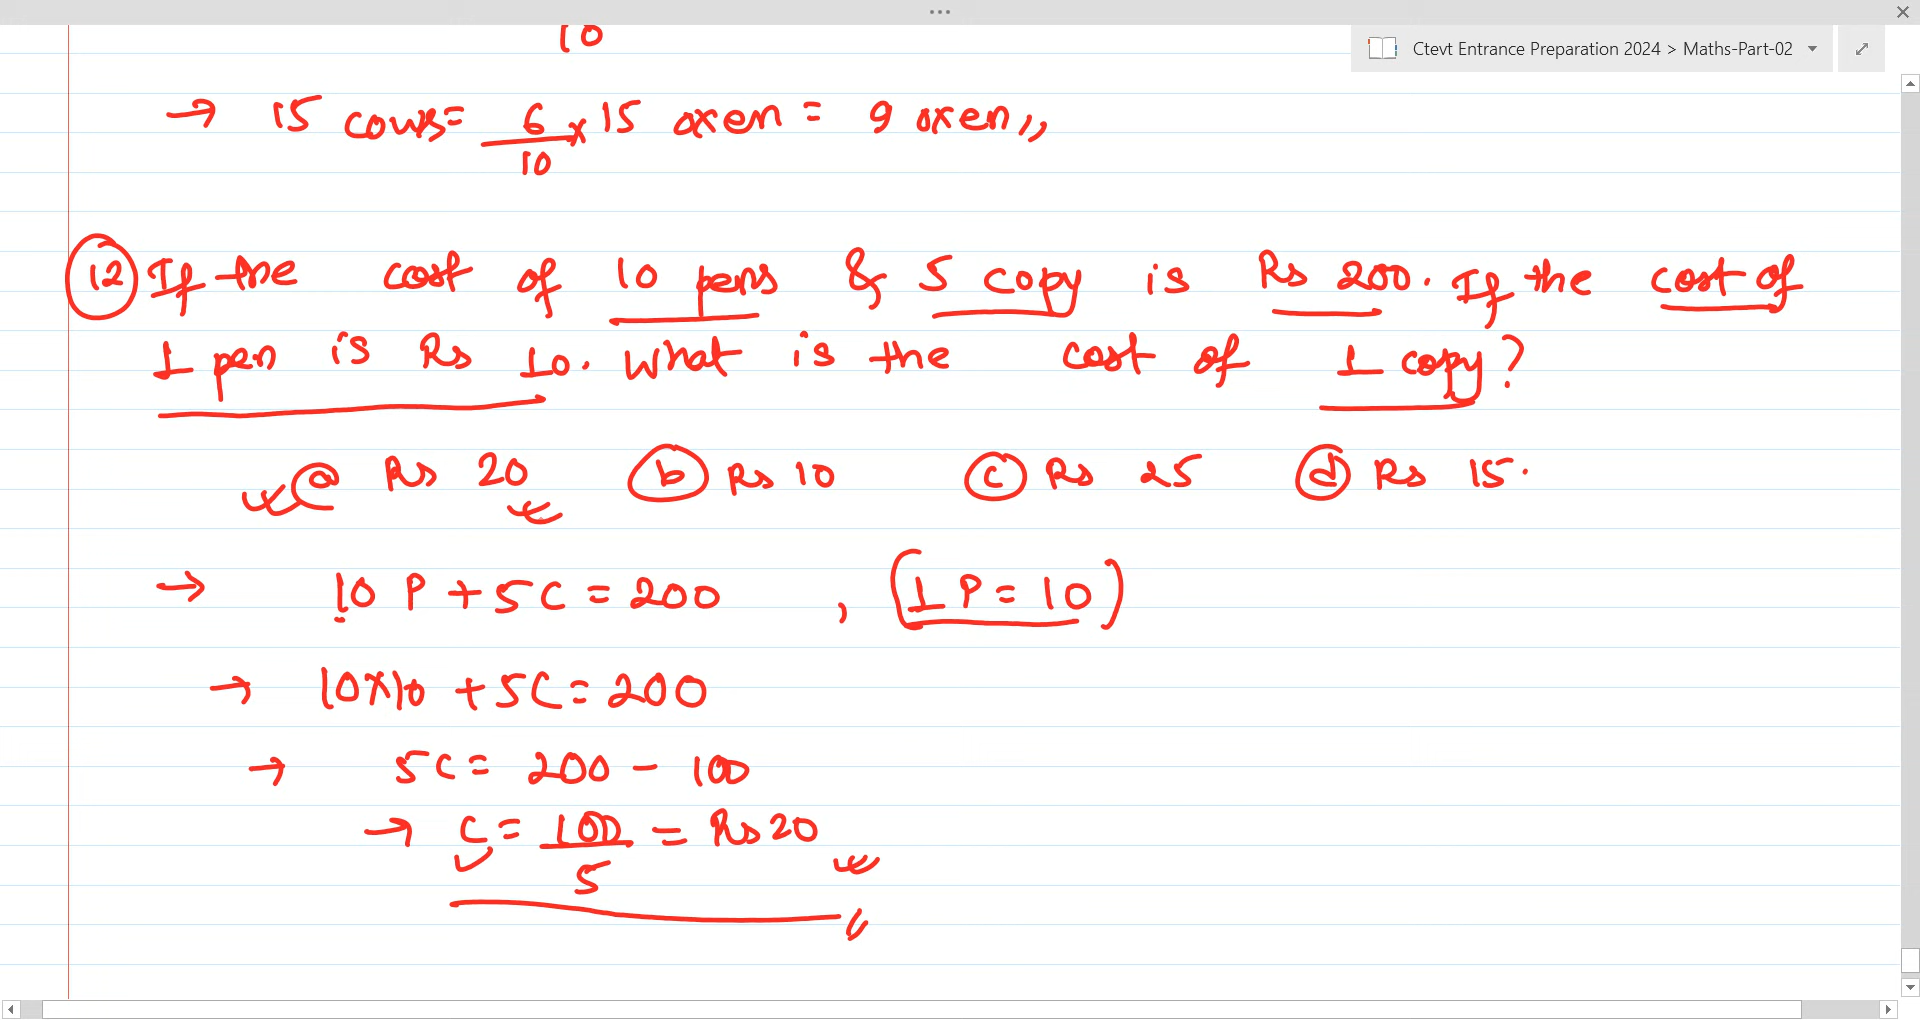 Ctevt Entrance Preparation 2024 > Maths-Part-02
10
→ 15 cows = 6/10 × 15 oxen = 9 oxen,,
12 If the cost of 10 pens & 5 copy is Rs 200. If the cost of
1 pen is Rs 10. What is the cost of 1 copy?
a Rs 20 b Rs 10 c Rs 25 d Rs 15.
→ 10 P + 5C = 200 , (1 P = 10)
→ 10×10 + 5C = 200
→ 5C = 200 - 100
→ C = 100/5 = Rs 20